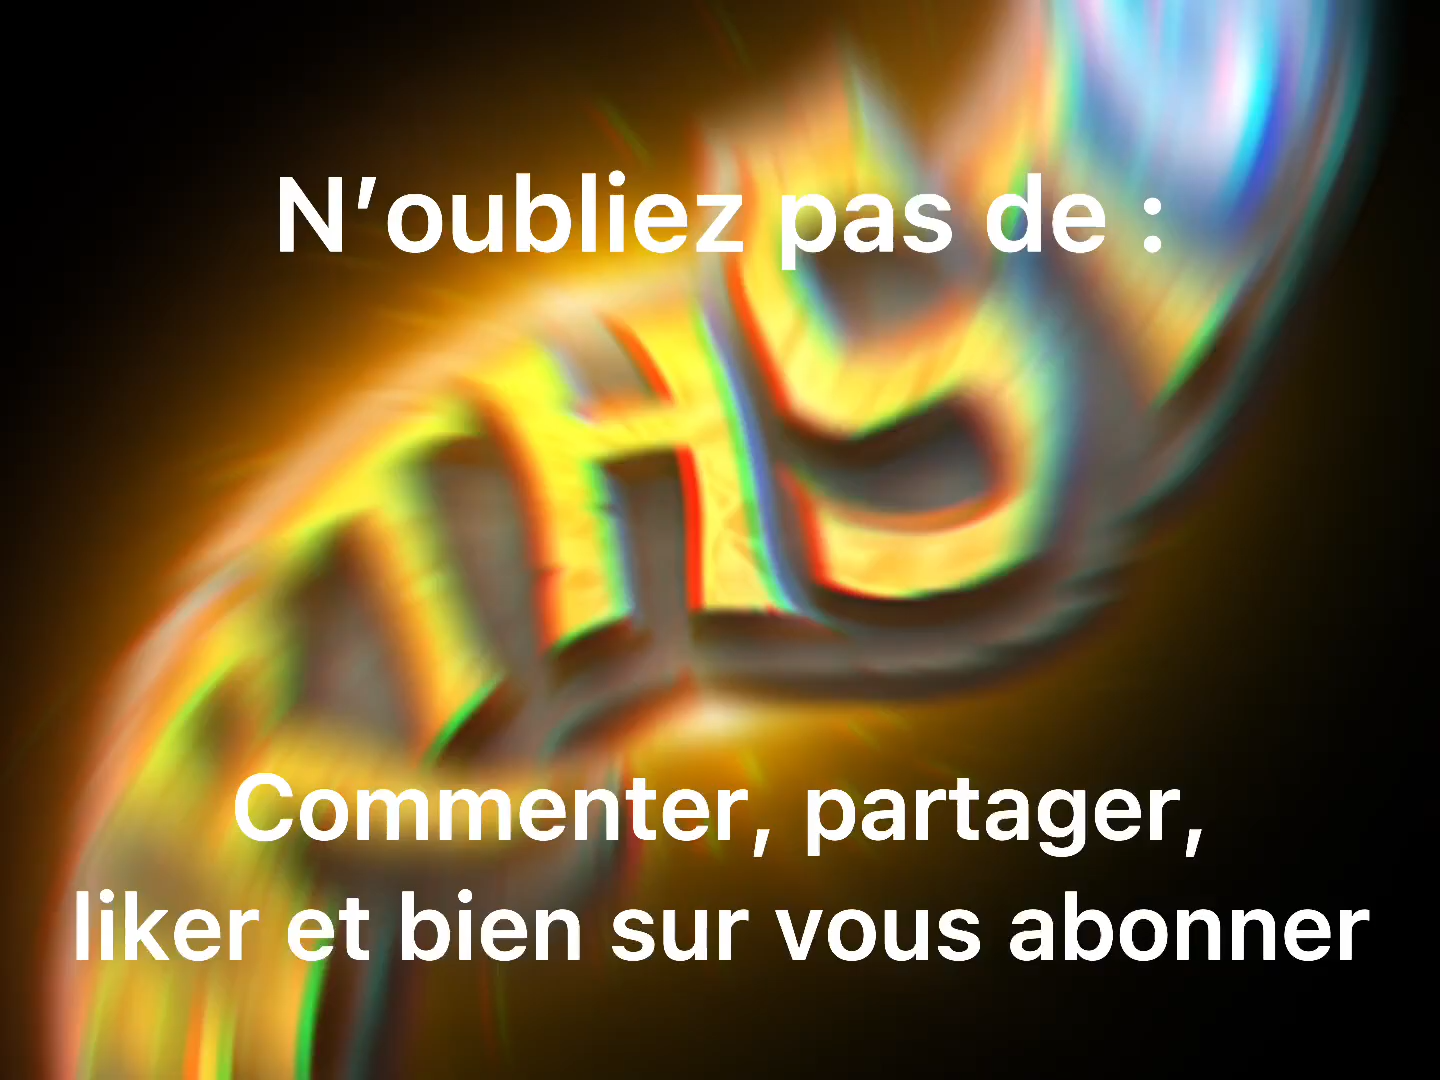 N’oubliez pas de :
Commenter, partager,
liker et bien sur vous abonner